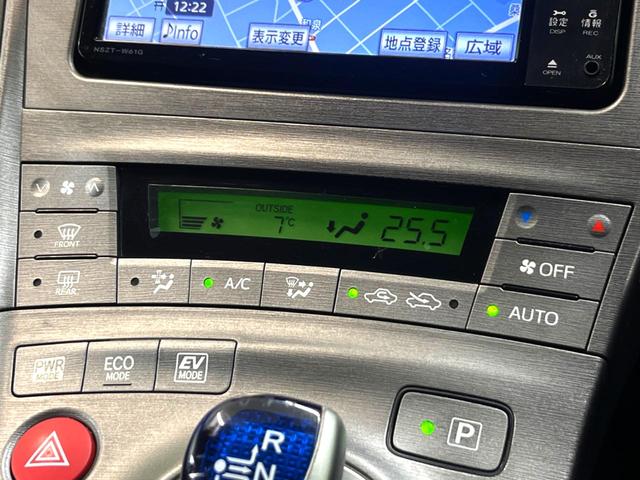 12:22
和泉
詳細 ♪Info 表示変更 地点登録 広域
NSZT-W61G
設定 情報
DISP REC
AUX
OPEN
OUTSIDE
7℃ 25.5
FRONT
OFF
REAR
A/C
AUTO
PWR MODE
ECO MODE
EV MODE
P
R
N